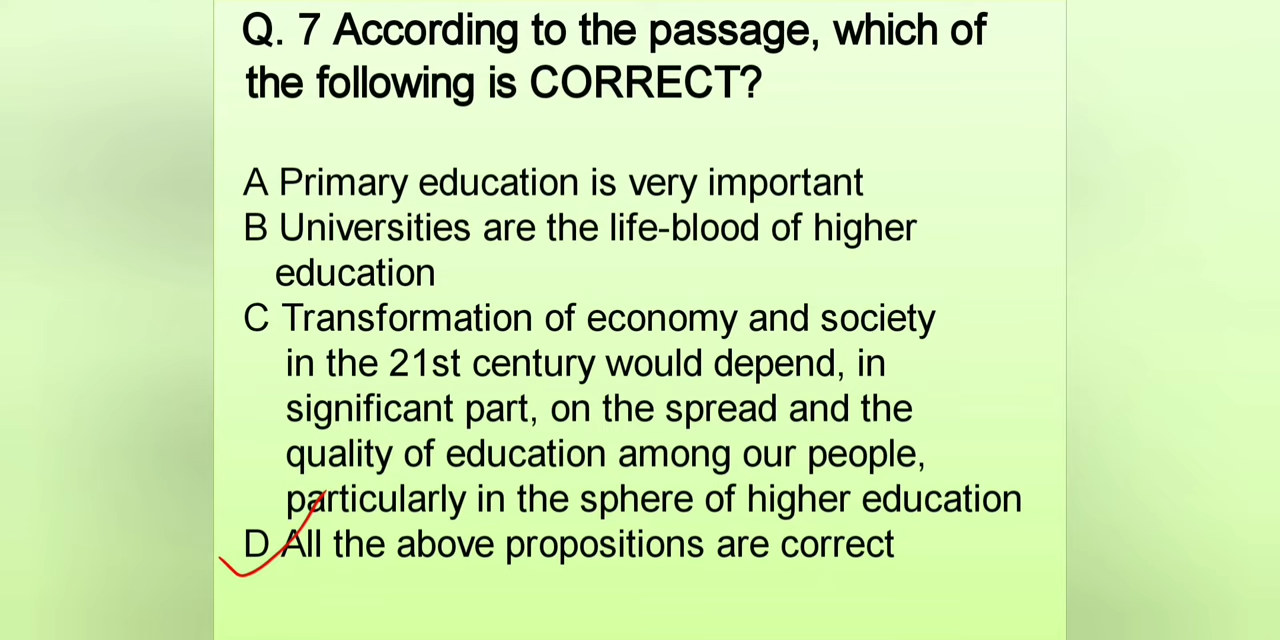 Q. 7 According to the passage, which of
the following is CORRECT?
A Primary education is very important
B Universities are the life-blood of higher
education
C Transformation of economy and society
in the 21st century would depend, in
significant part, on the spread and the
quality of education among our people,
particularly in the sphere of higher education
D All the above propositions are correct